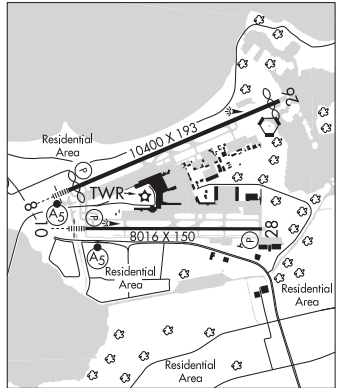 26
Residential
Area
10400 X 193
P
TWR
8
A5
P
10
8016 X 150
P
28
A5
Residential
Area
Residential
Area
Residential
Area